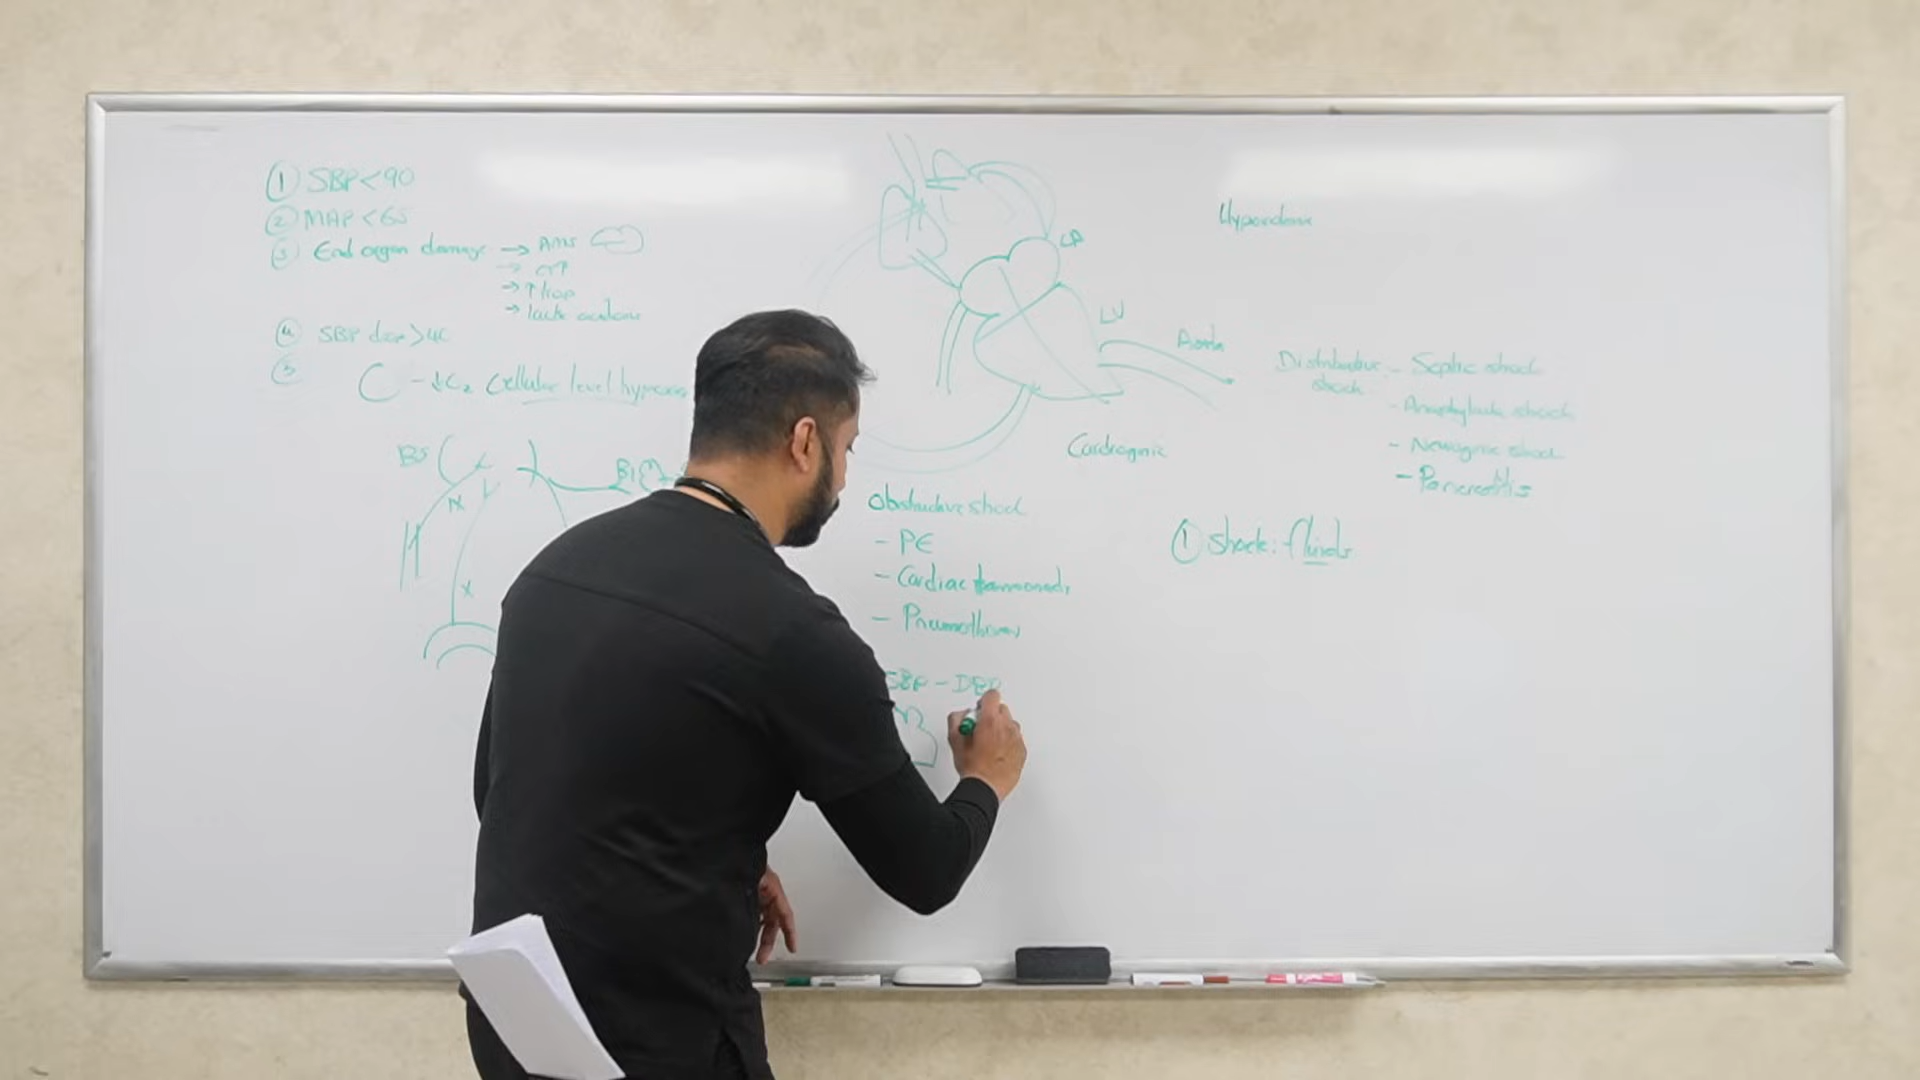 ① SBP<90
② MAP<65
③ End organ damage → AMS
→ ↑trop
→ lactic acidosis
④ SBP drop >40
⑤
Cellular level hypoxia
LA
LV
Aorta
Cardiogenic
Obstructive shock
- PE
- Cardiac tamponade
- Pneumothorax
SBP - DBP
Hypovolemic
Distributive shock
- Septic shock
- Anaphylactic shock
- Neurogenic shock
- Pancreatitis
① Shock: fluids